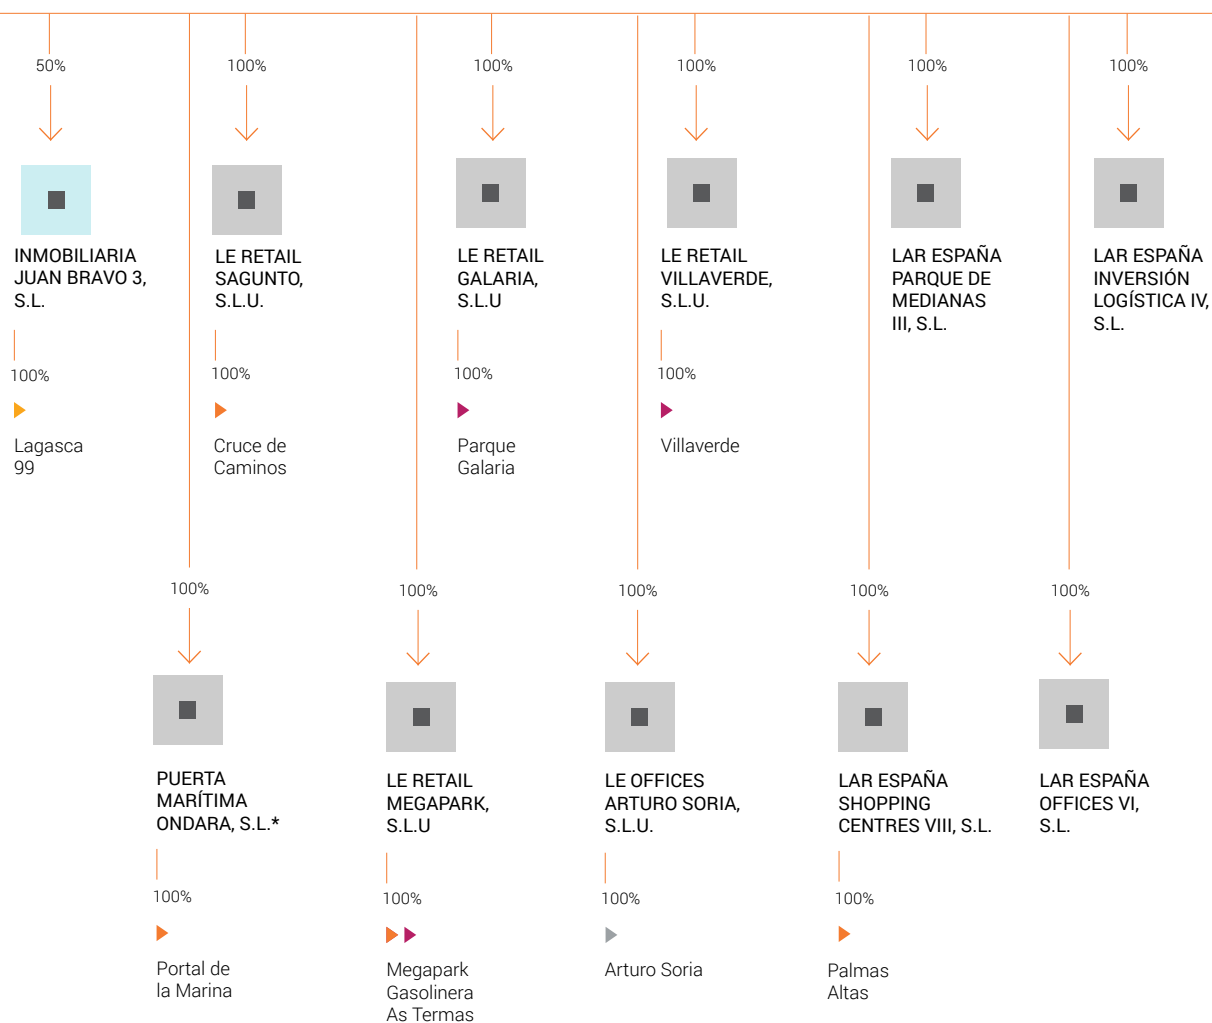 50%
100%
100%
100%
100%
100%
INMOBILIARIA
JUAN BRAVO 3,
S.L.
LE RETAIL
SAGUNTO,
S.L.U.
LE RETAIL
GALARIA,
S.L.U
LE RETAIL
VILLAVERDE,
S.L.U.
LAR ESPAÑA
PARQUE DE
MEDIANAS
III, S.L.
LAR ESPAÑA
INVERSIÓN
LOGÍSTICA IV,
S.L.
100%
100%
100%
100%
Lagasca
99
Cruce de
Caminos
Parque
Galaria
Villaverde
100%
100%
100%
100%
100%
PUERTA
MARÍTIMA
ONDARA, S.L.*
LE RETAIL
MEGAPARK,
S.L.U
LE OFFICES
ARTURO SORIA,
S.L.U.
LAR ESPAÑA
SHOPPING
CENTRES VIII, S.L.
LAR ESPAÑA
OFFICES VI,
S.L.
100%
100%
100%
100%
Portal de
la Marina
Megapark
Gasolinera
As Termas
Arturo Soria
Palmas
Altas